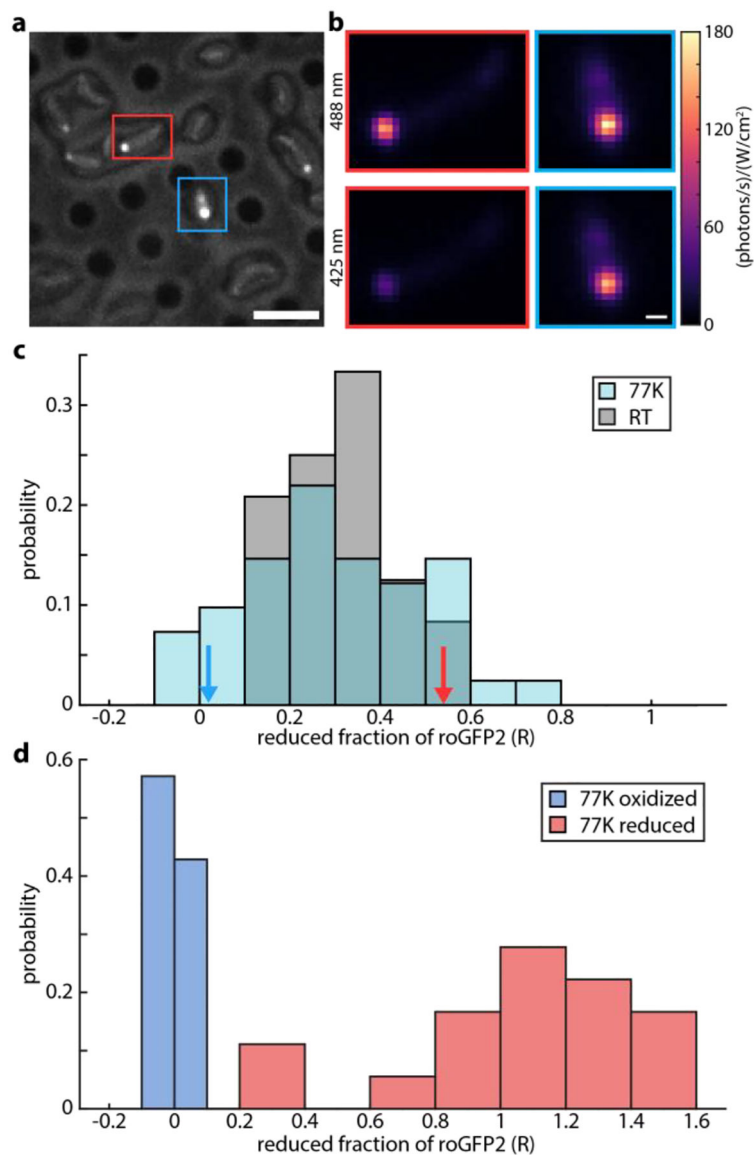 a
b
488 nm
425 nm
180
120
60
0
(photons/s)/(W/cm²)
c
probability
0.3
0.2
0.1
0
77K
RT
-0.2 0 0.2 0.4 0.6 0.8 1
reduced fraction of roGFP2 (R)
d
probability
0.6
0.4
0.2
0
77K oxidized
77K reduced
-0.2 0 0.2 0.4 0.6 0.8 1 1.2 1.4 1.6
reduced fraction of roGFP2 (R)